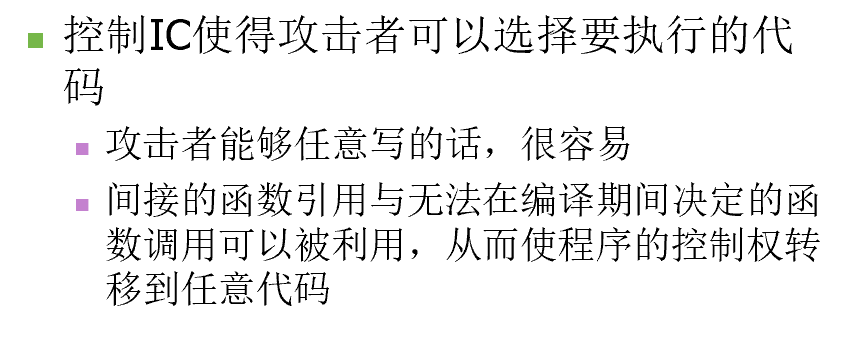 控制IC使得攻击者可以选择要执行的代
码
攻击者能够任意写的话，很容易
间接的函数引用与无法在编译期间决定的函
数调用可以被利用，从而使程序的控制权转
移到任意代码